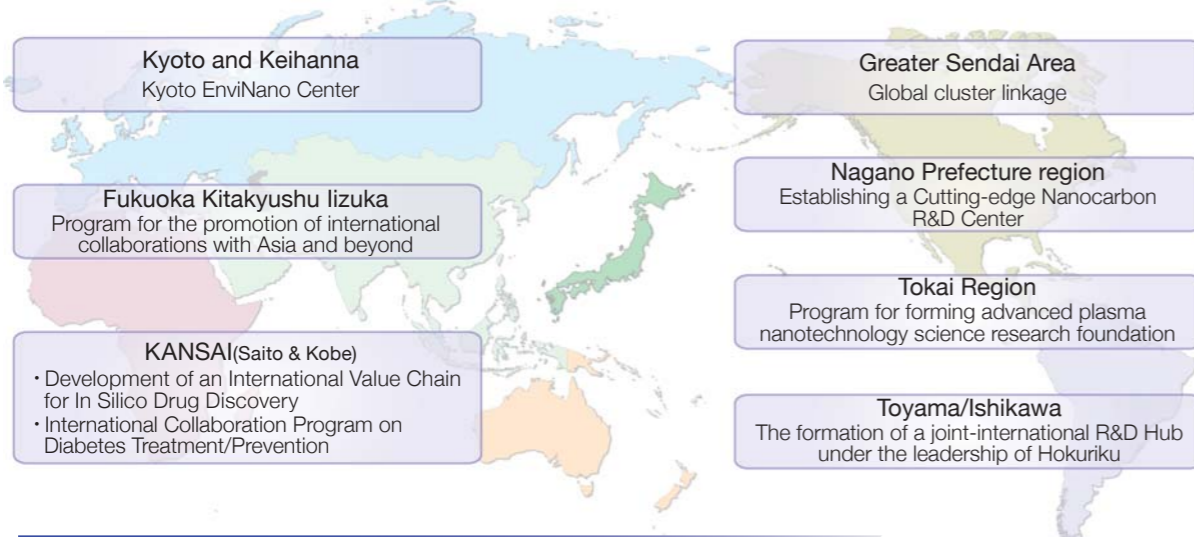 Kyoto and Keihanna
Kyoto EnviNano Center
Fukuoka Kitakyushu Iizuka
Program for the promotion of international
collaborations with Asia and beyond
KANSAI(Saito & Kobe)
・Development of an International Value Chain
for In Silico Drug Discovery
・International Collaboration Program on
Diabetes Treatment/Prevention
Greater Sendai Area
Global cluster linkage
Nagano Prefecture region
Establishing a Cutting-edge Nanocarbon
R&D Center
Tokai Region
Program for forming advanced plasma
nanotechnology science research foundation
Toyama/Ishikawa
The formation of a joint-international R&D Hub
under the leadership of Hokuriku